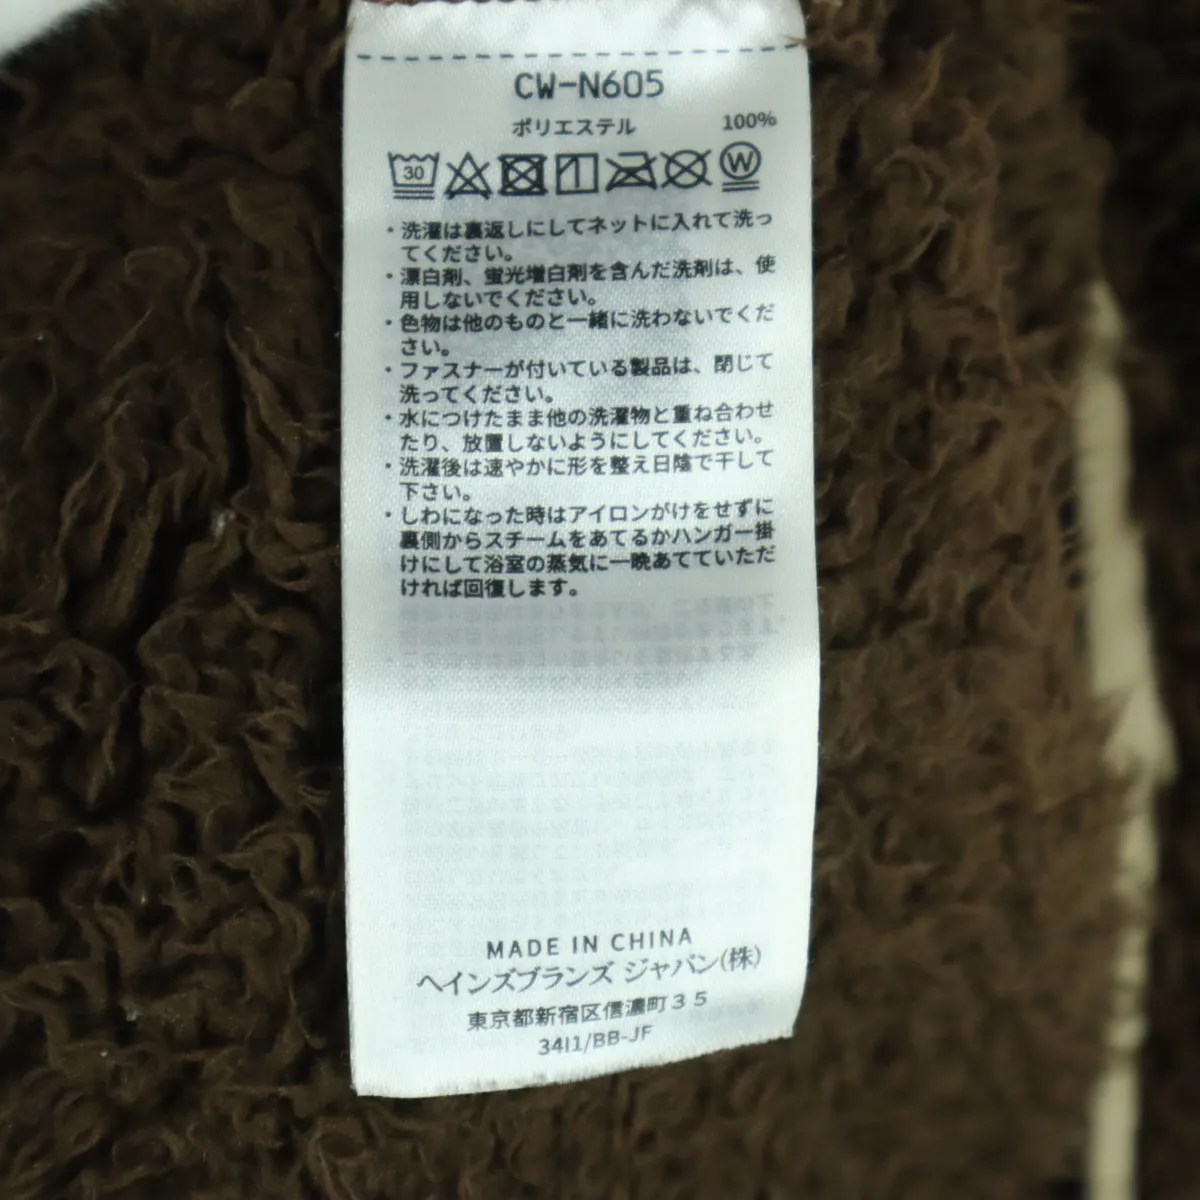 CW-N605
ポリエステル 100%
30 W
・洗濯は裏返しにしてネットに入れて洗っ
てください。
・漂白剤、蛍光増白剤を含んだ洗剤は、使
用しないでください。
・色物は他のものと一緒に洗わないでくだ
さい。
・ファスナーが付いている製品は、閉じて
洗ってください。
・水につけたまま他の洗濯物と重ね合わせ
たり、放置しないようにしてください。
・洗濯後は速やかに形を整え日陰で干して
下さい。
・しわになった時はアイロンがけをせずに
裏側からスチームをあてるかハンガー掛
けにして浴室の蒸気に一晩あてていただ
ければ回復します。
MADE IN CHINA
ヘインズブランズ ジャパン(株)
東京都新宿区信濃町３５
34I1/BB-JF